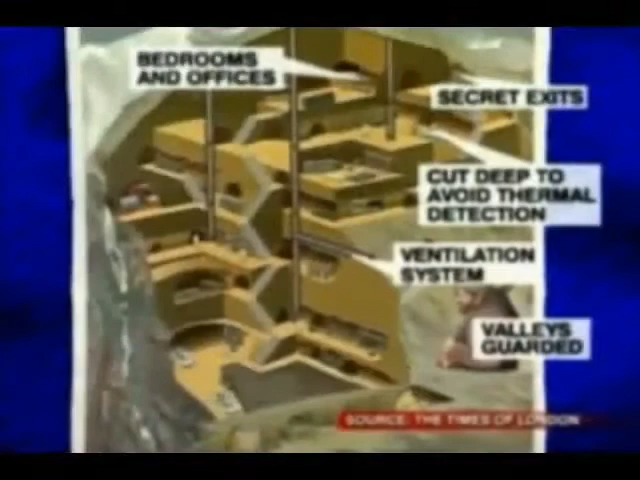 BEDROOMS
AND OFFICES
SECRET EXITS
CUT DEEP TO
AVOID THERMAL
DETECTION
VENTILATION
SYSTEM
VALLEYS
GUARDED
SOURCE: THE TIMES OF LONDON